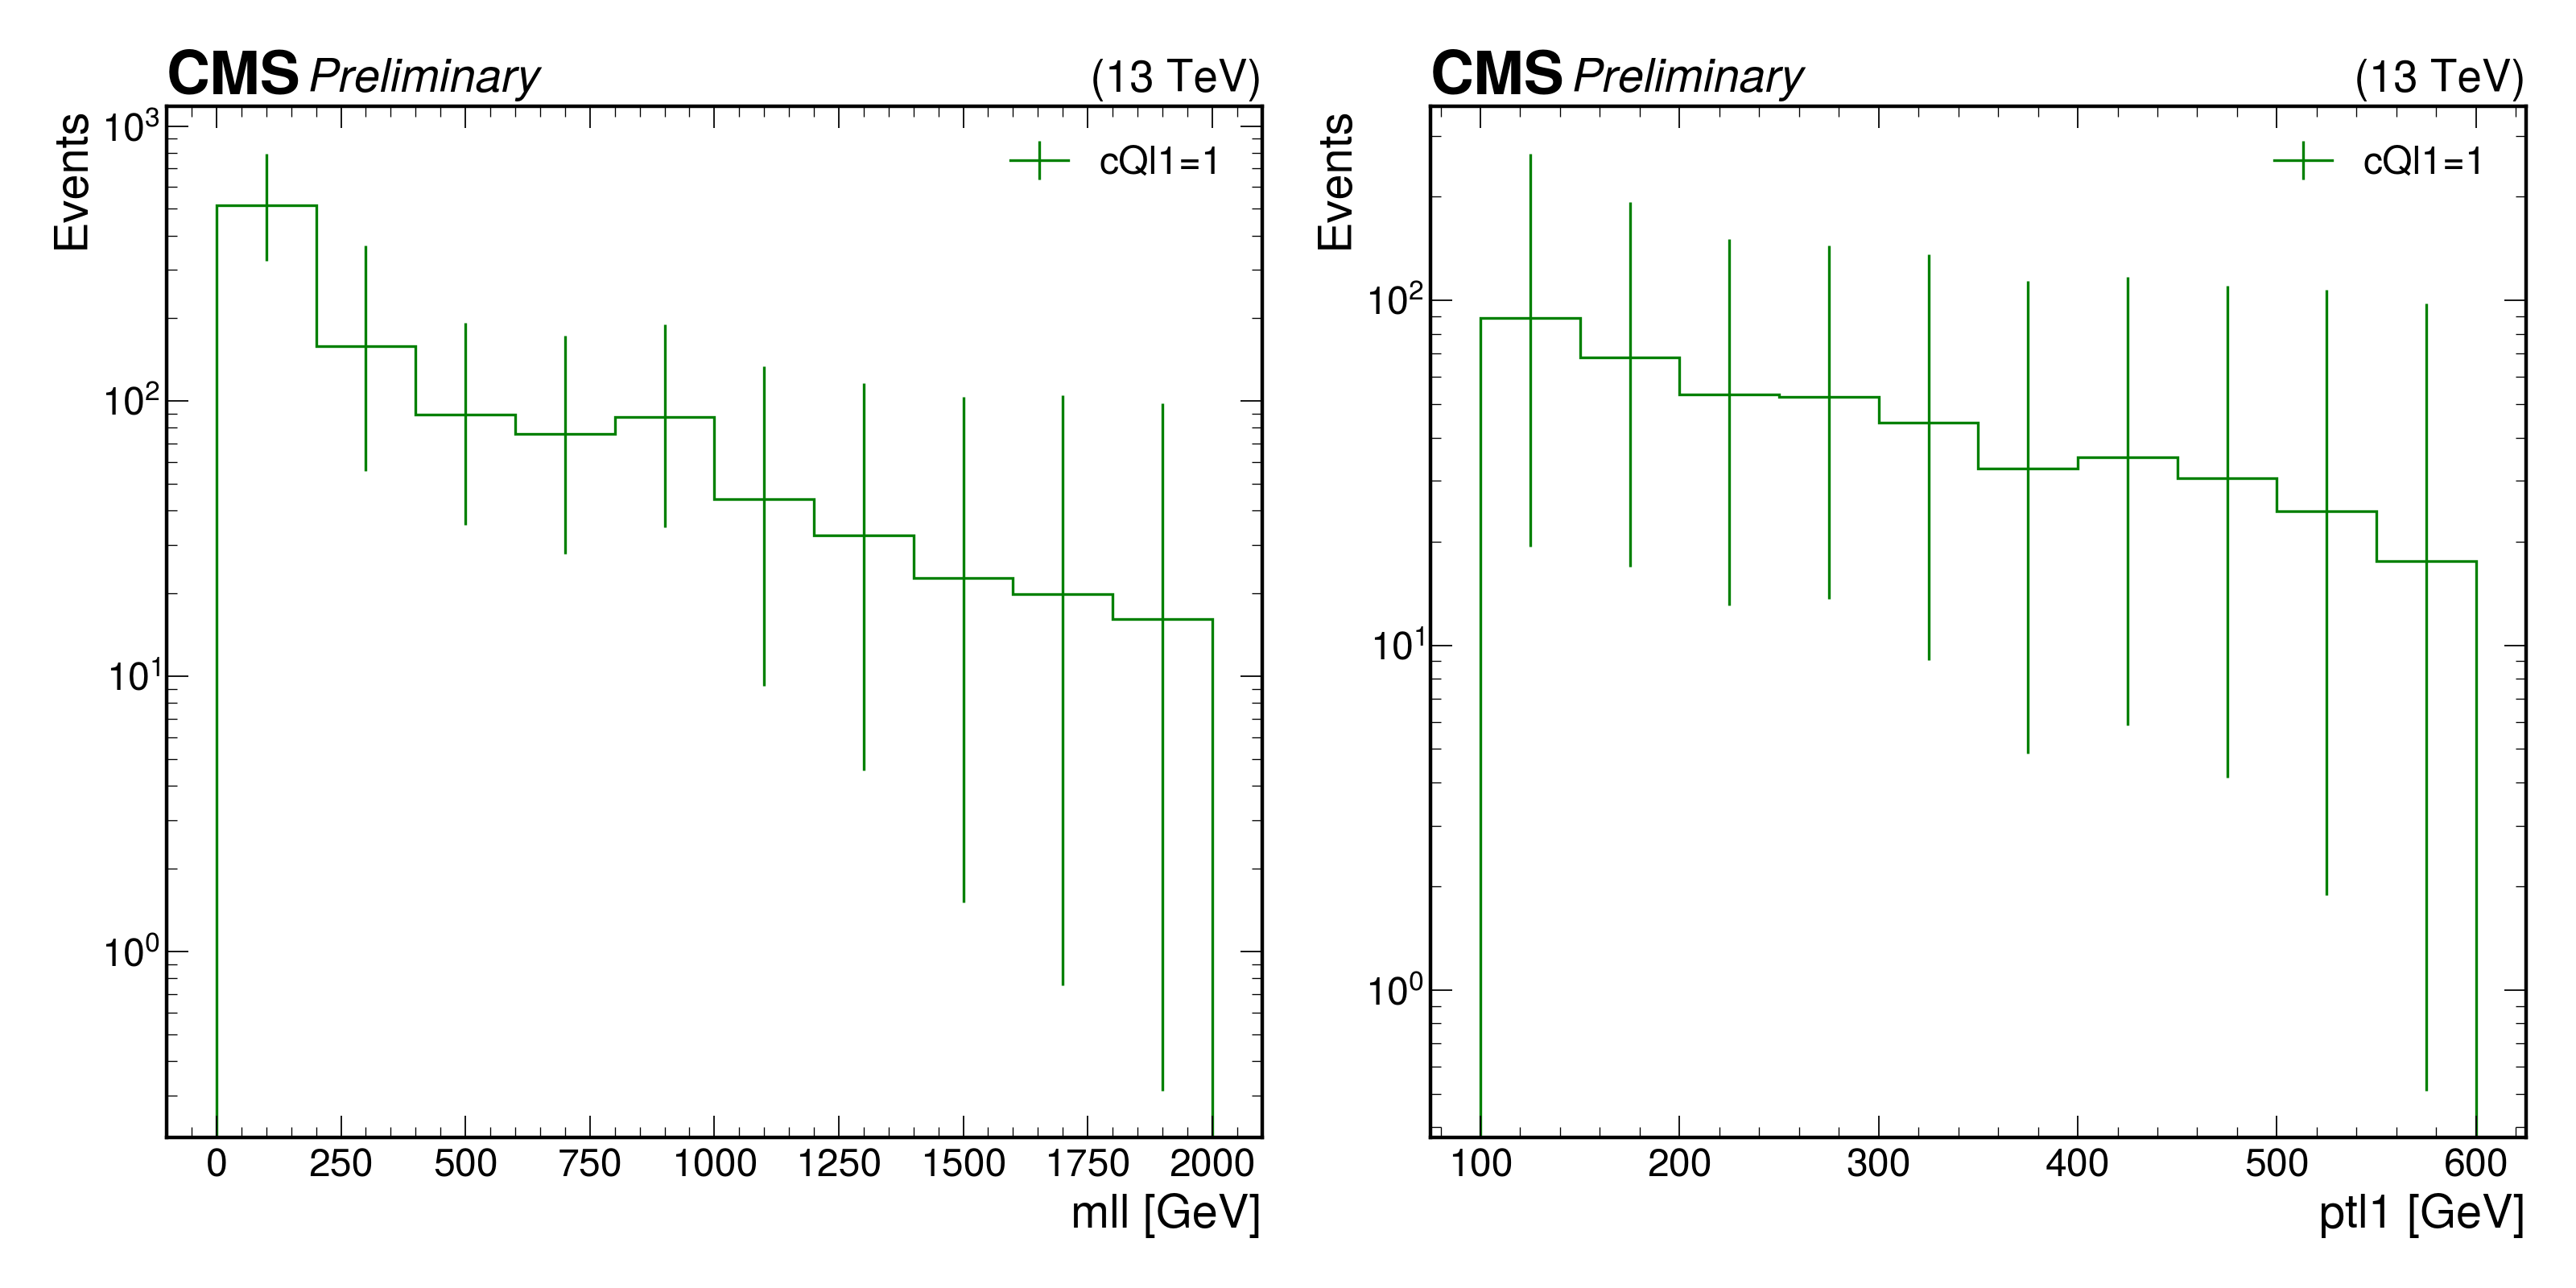 CMS Preliminary (13 TeV)
Events
10³
10²
10¹
10⁰
cQl1=1
0 250 500 750 1000 1250 1500 1750 2000
mll [GeV]
CMS Preliminary (13 TeV)
Events
10²
10¹
10⁰
cQl1=1
100 200 300 400 500 600
ptl1 [GeV]